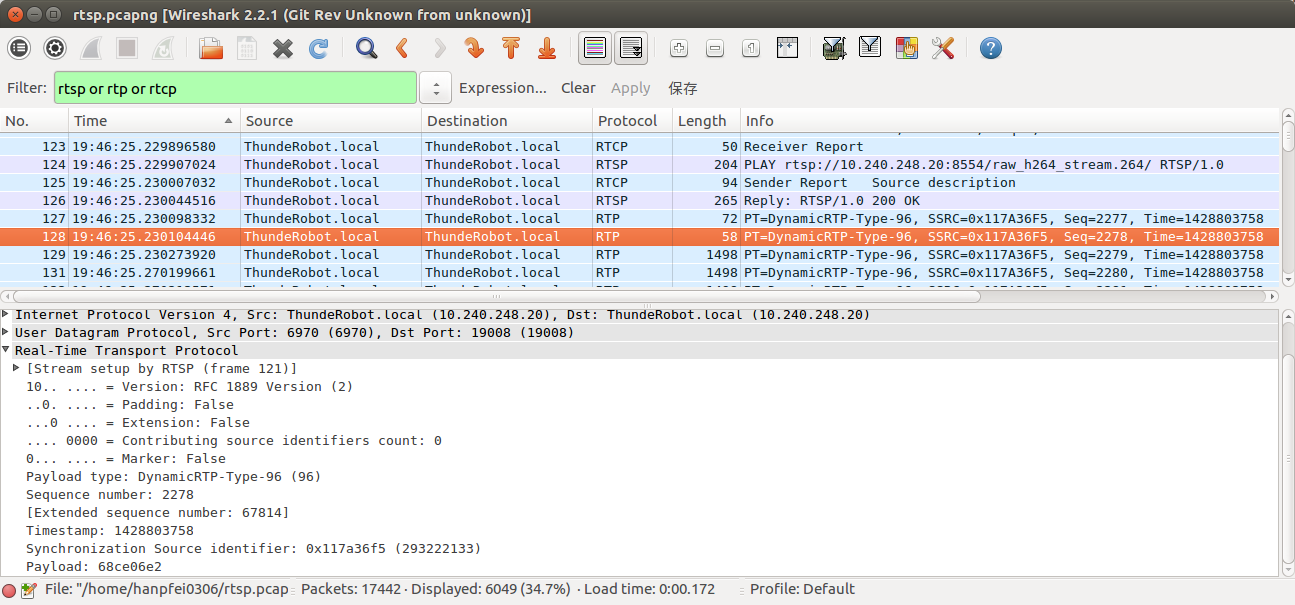 rtsp.pcapng [Wireshark 2.2.1 (Git Rev Unknown from unknown)]
Filter: rtsp or rtp or rtcp Expression... Clear Apply 保存
No. Time Source Destination Protocol Length Info
123 19:46:25.229896580 ThundeRobot.local ThundeRobot.local RTCP 50 Receiver Report
124 19:46:25.229907024 ThundeRobot.local ThundeRobot.local RTSP 204 PLAY rtsp://10.240.248.20:8554/raw_h264_stream.264/ RTSP/1.0
125 19:46:25.230007032 ThundeRobot.local ThundeRobot.local RTCP 94 Sender Report Source description
126 19:46:25.230044516 ThundeRobot.local ThundeRobot.local RTSP 265 Reply: RTSP/1.0 200 OK
127 19:46:25.230098332 ThundeRobot.local ThundeRobot.local RTP 72 PT=DynamicRTP-Type-96, SSRC=0x117A36F5, Seq=2277, Time=1428803758
128 19:46:25.230104446 ThundeRobot.local ThundeRobot.local RTP 58 PT=DynamicRTP-Type-96, SSRC=0x117A36F5, Seq=2278, Time=1428803758
129 19:46:25.230273920 ThundeRobot.local ThundeRobot.local RTP 1498 PT=DynamicRTP-Type-96, SSRC=0x117A36F5, Seq=2279, Time=1428803758
131 19:46:25.270199661 ThundeRobot.local ThundeRobot.local RTP 1498 PT=DynamicRTP-Type-96, SSRC=0x117A36F5, Seq=2280, Time=1428803758
Internet Protocol Version 4, Src: ThundeRobot.local (10.240.248.20), Dst: ThundeRobot.local (10.240.248.20)
User Datagram Protocol, Src Port: 6970 (6970), Dst Port: 19008 (19008)
Real-Time Transport Protocol
[Stream setup by RTSP (frame 121)]
10.. .... = Version: RFC 1889 Version (2)
..0. .... = Padding: False
...0 .... = Extension: False
.... 0000 = Contributing source identifiers count: 0
0... .... = Marker: False
Payload type: DynamicRTP-Type-96 (96)
Sequence number: 2278
[Extended sequence number: 67814]
Timestamp: 1428803758
Synchronization Source identifier: 0x117a36f5 (293222133)
Payload: 68ce06e2
File: "/home/hanpfei0306/rtsp.pcap Packets: 17442 · Displayed: 6049 (34.7%) · Load time: 0:00.172 Profile: Default